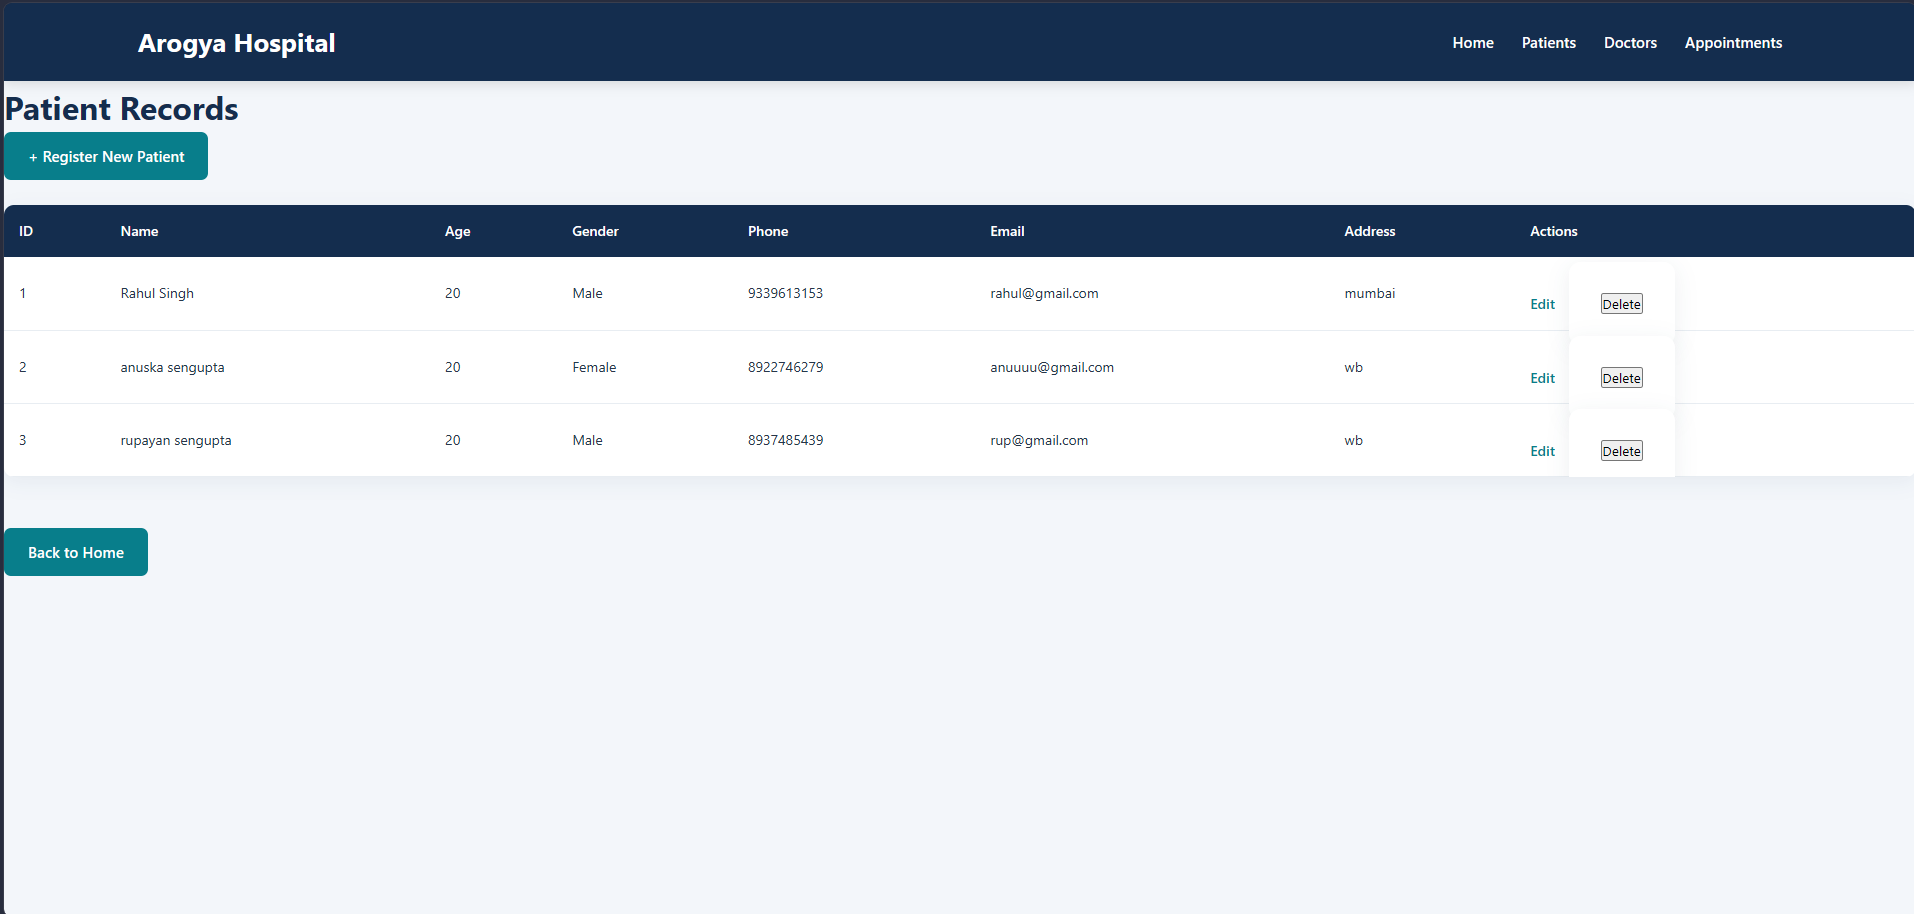 Arogya Hospital Home Patients Doctors Appointments
Patient Records
+ Register New Patient
ID Name Age Gender Phone Email Address Actions
1 Rahul Singh 20 Male 9339613153 rahul@gmail.com mumbai Edit Delete
2 anuska sengupta 20 Female 8922746279 anuuuu@gmail.com wb Edit Delete
3 rupayan sengupta 20 Male 8937485439 rup@gmail.com wb Edit Delete
Back to Home